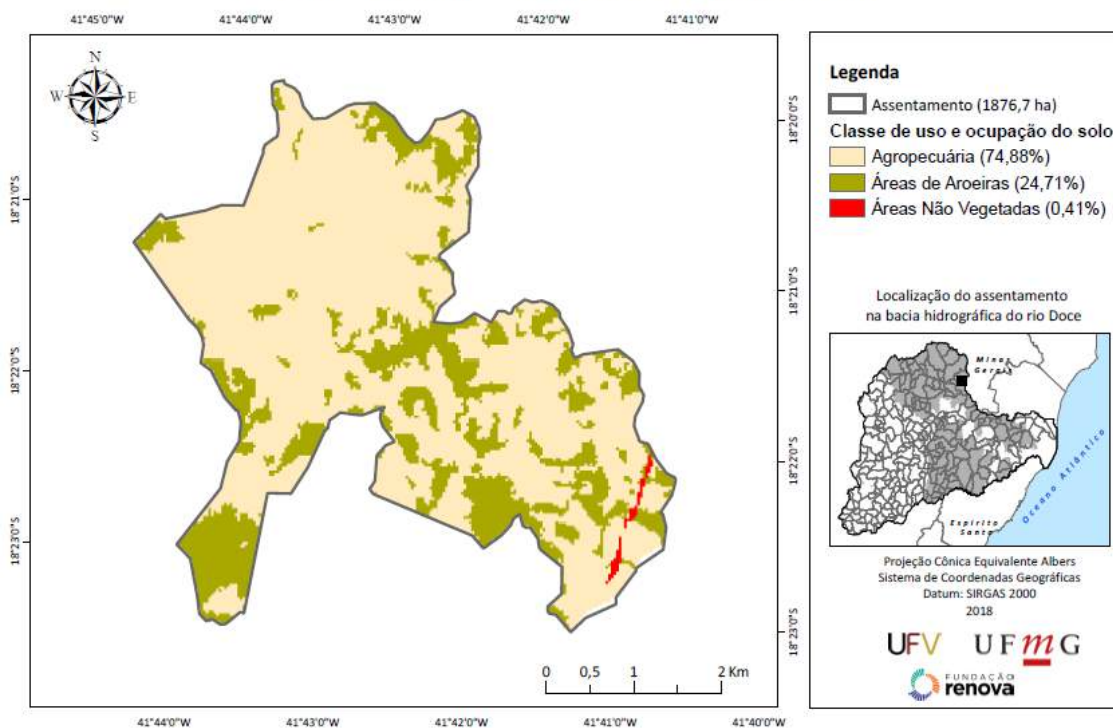 41°45'0"W 41°44'0"W 41°43'0"W 41°42'0"W 41°41'0"W
N
W E
S
18°20'0"S
18°21'0"S
18°21'0"S
18°22'0"S
18°22'0"S
18°23'0"S
18°23'0"S
0 0,5 1 2 Km
41°44'0"W 41°43'0"W 41°42'0"W 41°41'0"W 41°40'0"W
Legenda
Assentamento (1876,7 ha)
Classe de uso e ocupação do solo
Agropecuária (74,88%)
Áreas de Aroeiras (24,71%)
Áreas Não Vegetadas (0,41%)
Localização do assentamento
na bacia hidrográfica do rio Doce
Minas
Gerais
Oceano Atlântico
Espírito
Santo
Projeção Cônica Equivalente Albers
Sistema de Coordenadas Geográficas
Datum: SIRGAS 2000
2018
UFV UFmG
FUNDAÇÃO
renova